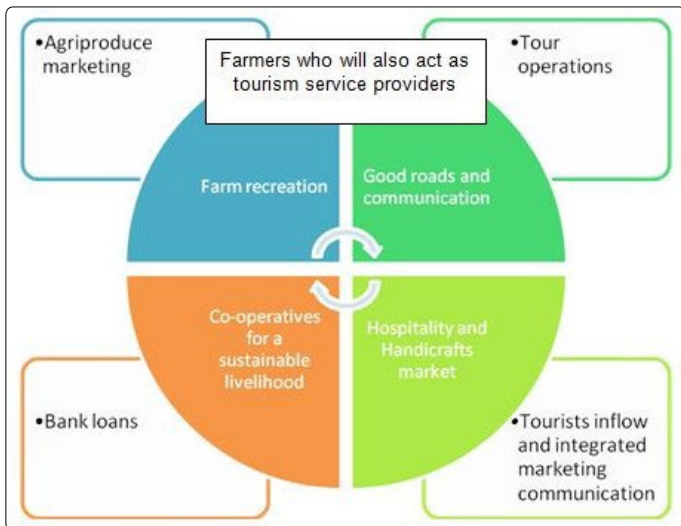 •Agriproduce
marketing
Farmers who will also act as
tourism service providers
•Tour
operations
Farm recreation
Good roads and
communication
Co-operatives
for a
sustainable
livelihood
Hospitality and
Handicrafts
market
•Bank loans
•Tourists inflow
and integrated
marketing
communication